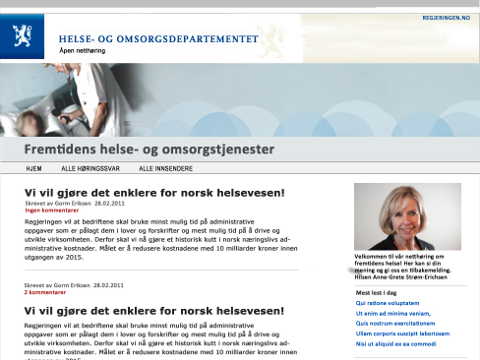 REGJERINGEN.NO
HELSE- OG OMSORGSDEPARTEMENTET
Åpen netthøring
Fremtidens helse- og omsorgstjenester
HJEM ALLE HØRINGSSVAR ALLE INNSENDERE
Vi vil gjøre det enklere for norsk helsevesen!
Skrevet av Gorm Eriksen 28.02.2011
Ingen kommentarer
Regjeringen vil at bedriftene skal bruke minst mulig tid på administrative
oppgaver som er pålagt dem i lover og forskrifter og mest mulig tid på å drive og
utvikle virksomheten. Derfor skal vi nå gjøre et historisk kutt i norsk næringslivs ad-
ministrative kostnader. Målet er å redusere kostnadene med 10 milliarder kroner innen
utgangen av 2015.
Skrevet av Gorm Eriksen 28.02.2011
2 kommentarer
Vi vil gjøre det enklere for norsk helsevesen!
Regjeringen vil at bedriftene skal bruke minst mulig tid på administrative
oppgaver som er pålagt dem i lover og forskrifter og mest mulig tid på å drive og
utvikle virksomheten. Derfor skal vi nå gjøre et historisk kutt i norsk næringslivs ad-
ministrative kostnader. Målet er å redusere kostnadene med 10 milliarder kroner innen
Velkommen til vår netthøring om
fremtidens helse! Her kan si din
mening og gi oss en tilbakemelding.
Hilsen Anne-Grete Strøm-Erichsen
Mest lest i dag
Qui ratione voluptatem
Ut enim ad minima veniam,
Quis nostrum exercitationem
Ullam corporis suscipit laboriosam
Nisi ut aliquid ex ea commodi